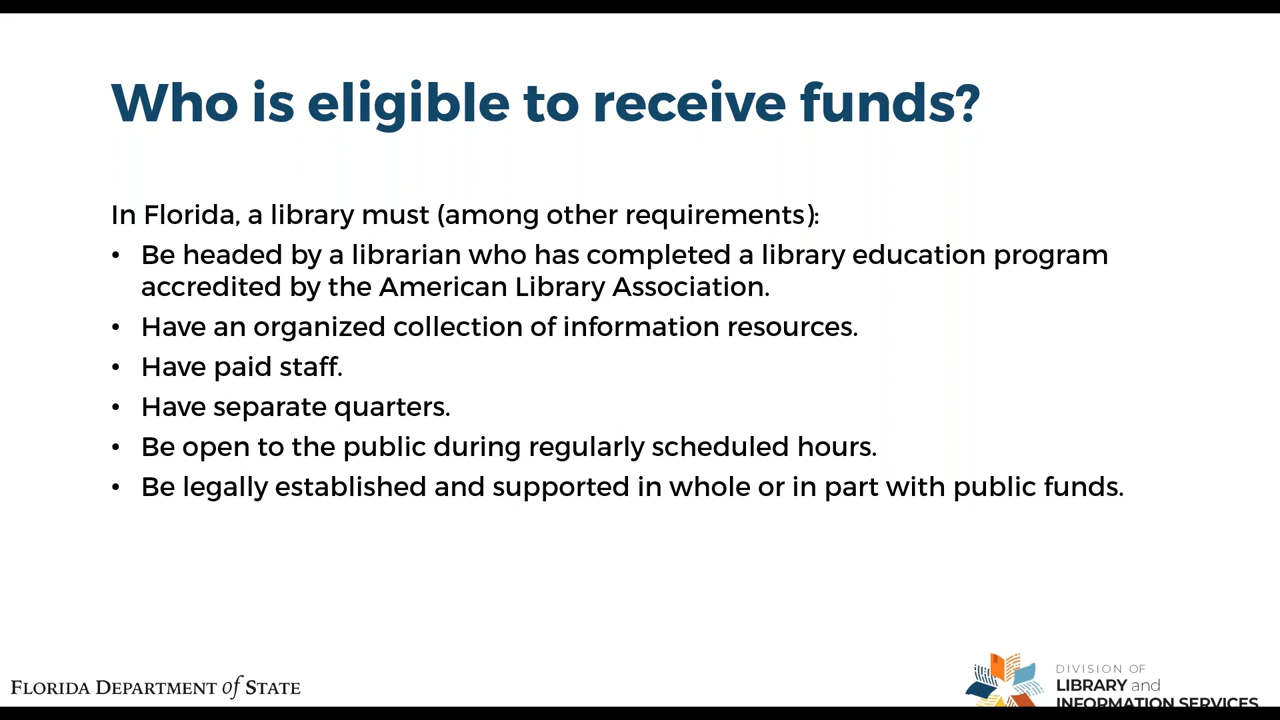 Who is eligible to receive funds?
In Florida, a library must (among other requirements):
• Be headed by a librarian who has completed a library education program
accredited by the American Library Association.
• Have an organized collection of information resources.
• Have paid staff.
• Have separate quarters.
• Be open to the public during regularly scheduled hours.
• Be legally established and supported in whole or in part with public funds.
FLORIDA DEPARTMENT of STATE
DIVISION OF
LIBRARY and
INFORMATION SERVICES